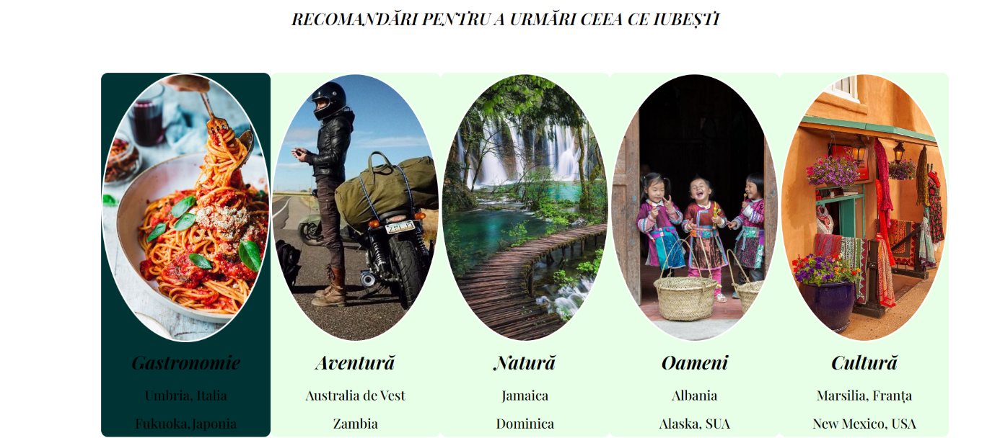 RECOMANDĂRI PENTRU A URMĂRI CEEA CE IUBEȘTI
Gastronomie
Umbria, Italia
Fukuoka,Japonia
Aventură
Australia de Vest
Zambia
Natură
Jamaica
Dominica
Oameni
Albania
Alaska, SUA
Cultură
Marsilia, Franța
New Mexico, USA